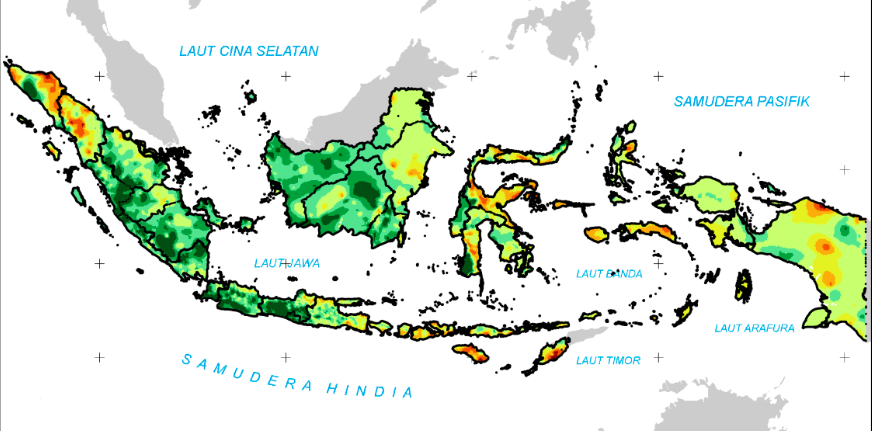 LAUT CINA SELATAN
SAMUDERA PASIFIK
LAUT JAWA
LAUT BANDA
LAUT ARAFURA
SAMUDERA HINDIA
LAUT TIMOR